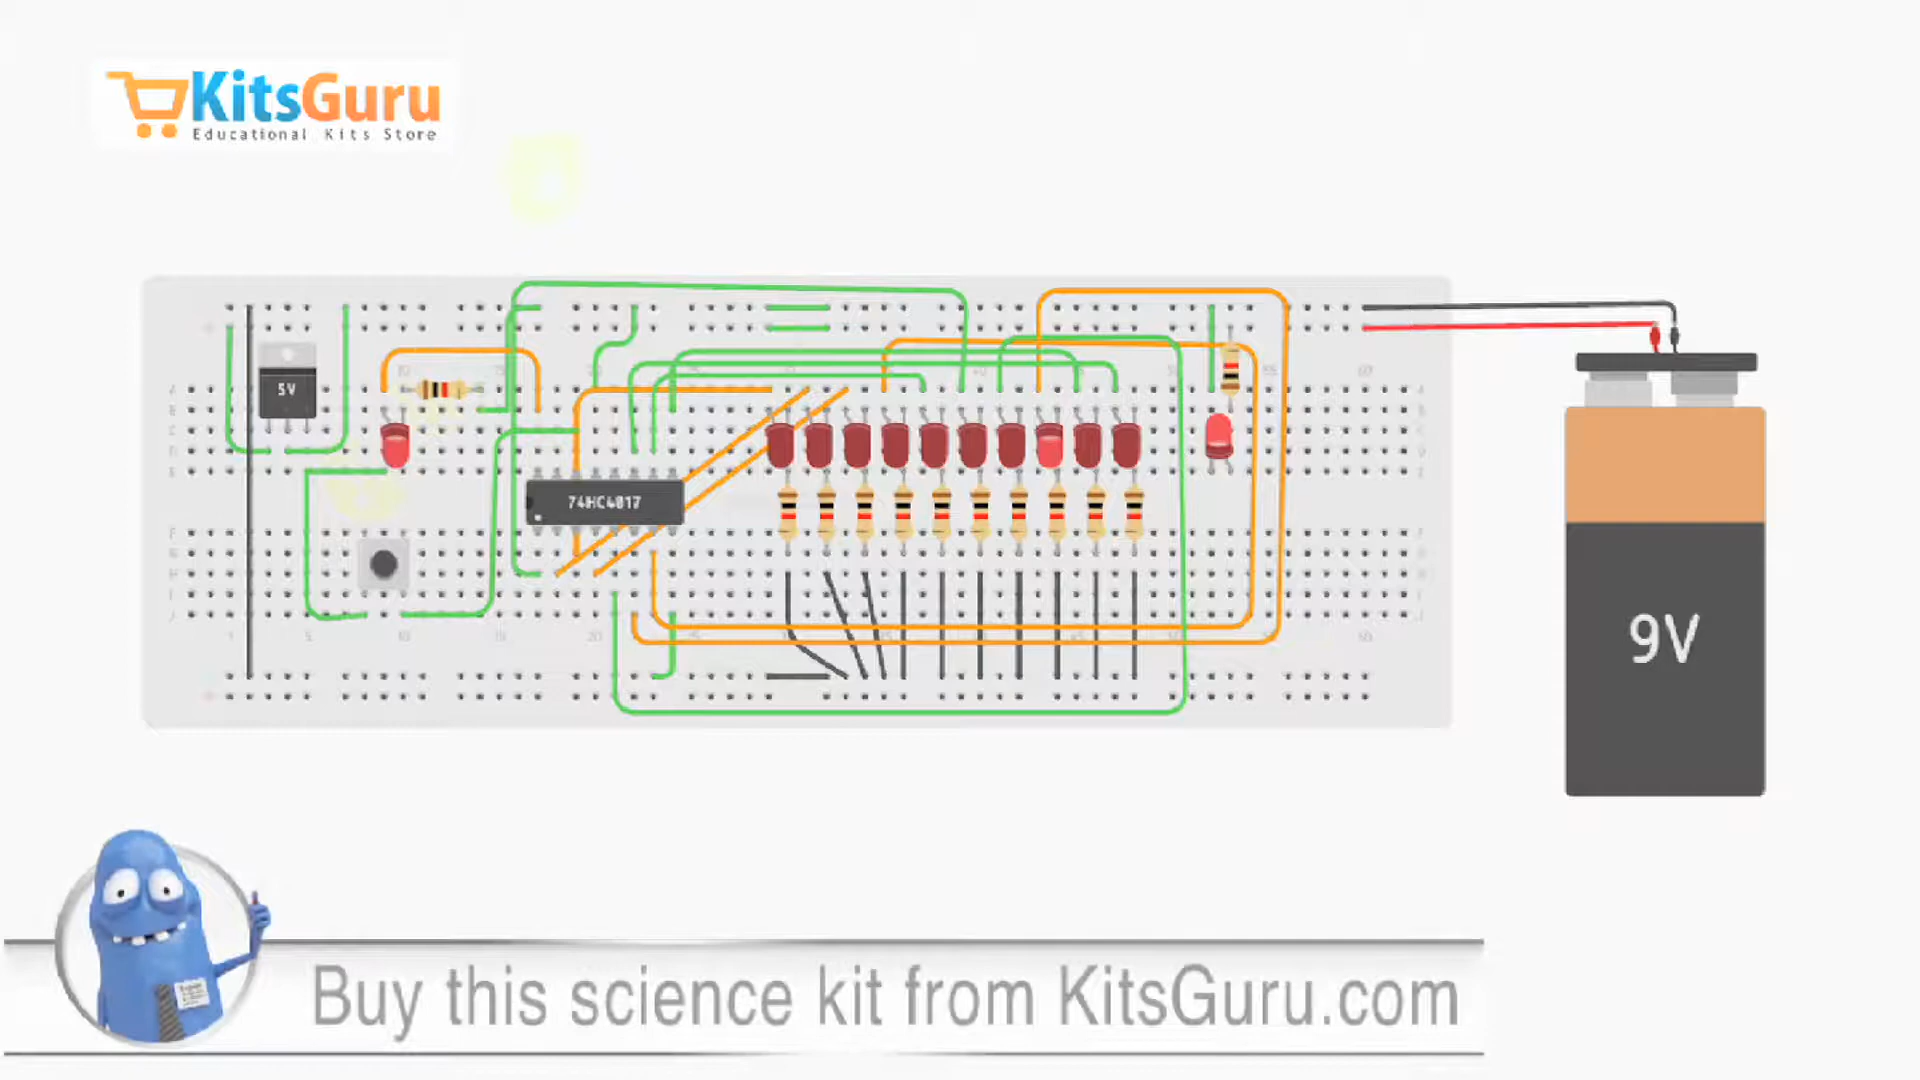 KitsGuru
Educational Kits Store
5V
74HC4017
9V
Buy this science kit from KitsGuru.com